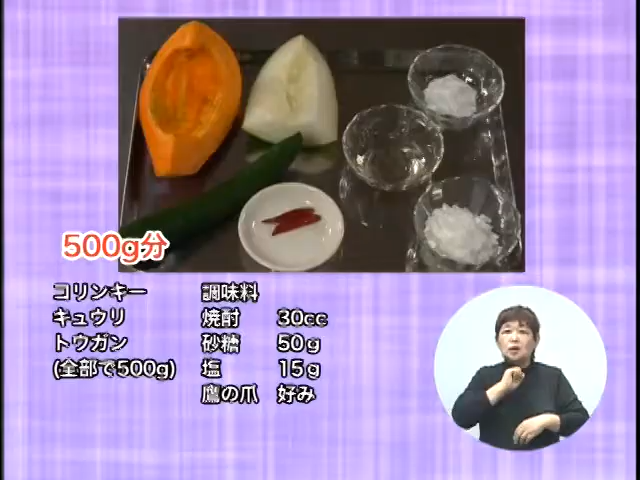 500g分
コリンキー
キュウリ
トウガン
(全部で500g)
調味料
焼酎 30cc
砂糖 50g
塩 15g
鷹の爪 好み